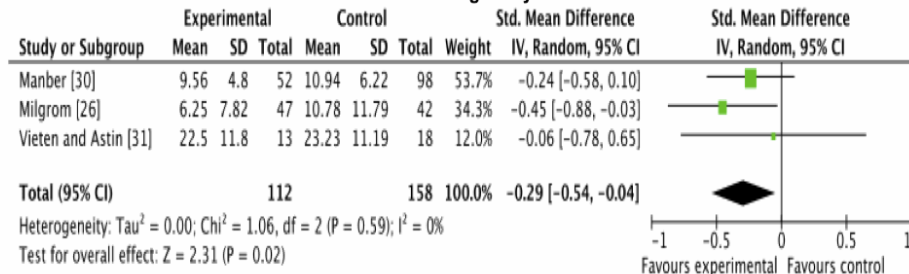 Experimental Control Std. Mean Difference Std. Mean Difference
Study or Subgroup Mean SD Total Mean SD Total Weight IV, Random, 95% CI IV, Random, 95% CI
Manber [30] 9.56 4.8 52 10.94 6.22 98 53.7% −0.24 [−0.58, 0.10]
Milgrom [26] 6.25 7.82 47 10.78 11.79 42 34.3% −0.45 [−0.88, −0.03]
Vieten and Astin [31] 22.5 11.8 13 23.23 11.19 18 12.0% −0.06 [−0.78, 0.65]
Total (95% CI) 112 158 100.0% −0.29 [−0.54, −0.04]
Heterogeneity: Tau² = 0.00; Chi² = 1.06, df = 2 (P = 0.59); I² = 0%
Test for overall effect: Z = 2.31 (P = 0.02)
−1 −0.5 0 0.5 1
Favours experimental Favours control